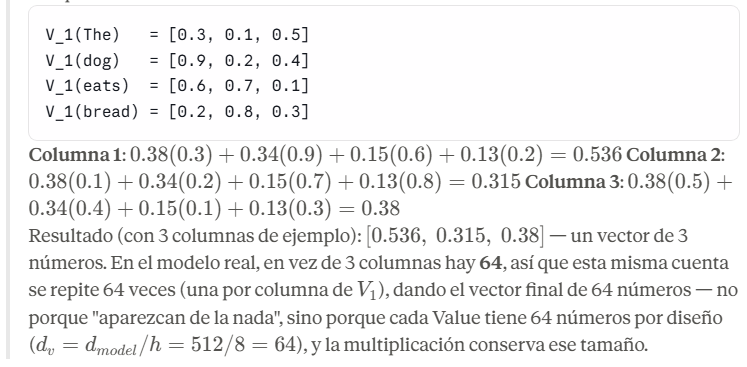 V_1(The)   = [0.3, 0.1, 0.5]
V_1(dog)   = [0.9, 0.2, 0.4]
V_1(eats)  = [0.6, 0.7, 0.1]
V_1(bread) = [0.2, 0.8, 0.3]
Columna 1: 0.38(0.3) + 0.34(0.9) + 0.15(0.6) + 0.13(0.2) = 0.536 Columna 2:
0.38(0.1) + 0.34(0.2) + 0.15(0.7) + 0.13(0.8) = 0.315 Columna 3: 0.38(0.5) +
0.34(0.4) + 0.15(0.1) + 0.13(0.3) = 0.38
Resultado (con 3 columnas de ejemplo): [0.536, 0.315, 0.38] — un vector de 3
números. En el modelo real, en vez de 3 columnas hay 64, así que esta misma cuenta
se repite 64 veces (una por columna de V₁), dando el vector final de 64 números — no
porque "aparezcan de la nada", sino porque cada Value tiene 64 números por diseño
(d_v = d_model/h = 512/8 = 64), y la multiplicación conserva ese tamaño.